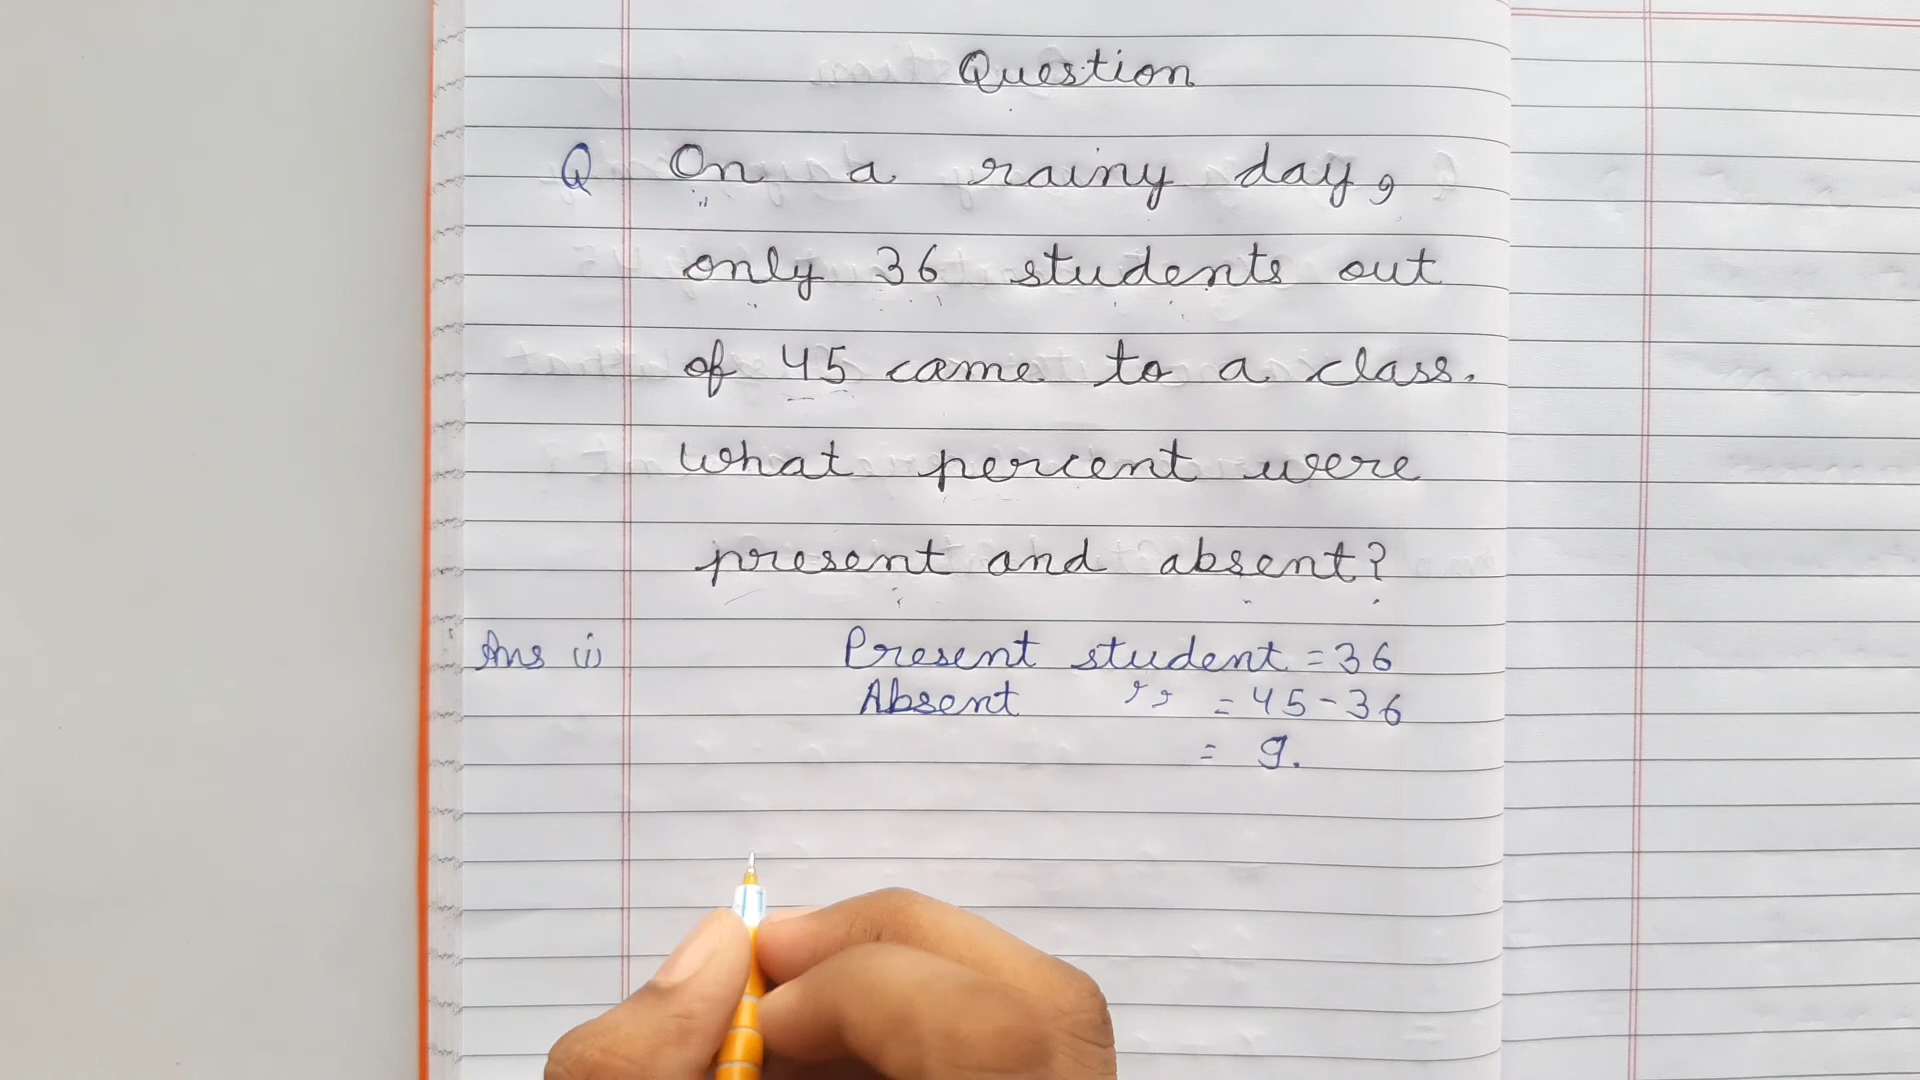 Question
Q On a rainy day,
only 36 students out
of 45 came to a class.
What percent were
present and absent?
Ans (i) Present student = 36
Absent ,, = 45 - 36
= 9.